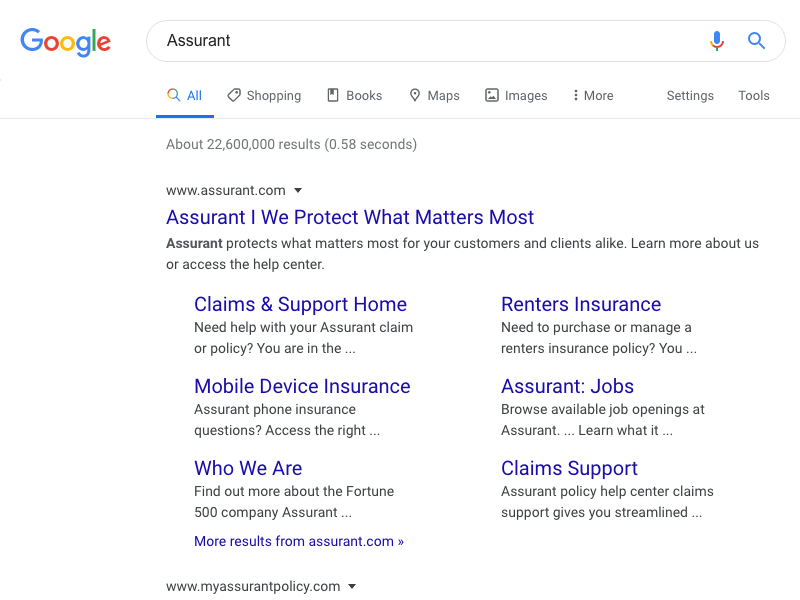 Google
Assurant
All Shopping Books Maps Images More Settings Tools
About 22,600,000 results (0.58 seconds)
www.assurant.com
Assurant I We Protect What Matters Most
Assurant protects what matters most for your customers and clients alike. Learn more about us
or access the help center.
Claims & Support Home
Need help with your Assurant claim
or policy? You are in the ...
Renters Insurance
Need to purchase or manage a
renters insurance policy? You ...
Mobile Device Insurance
Assurant phone insurance
questions? Access the right ...
Assurant: Jobs
Browse available job openings at
Assurant. ... Learn what it ...
Who We Are
Find out more about the Fortune
500 company Assurant ...
Claims Support
Assurant policy help center claims
support gives you streamlined ...
More results from assurant.com »
www.myassurantpolicy.com